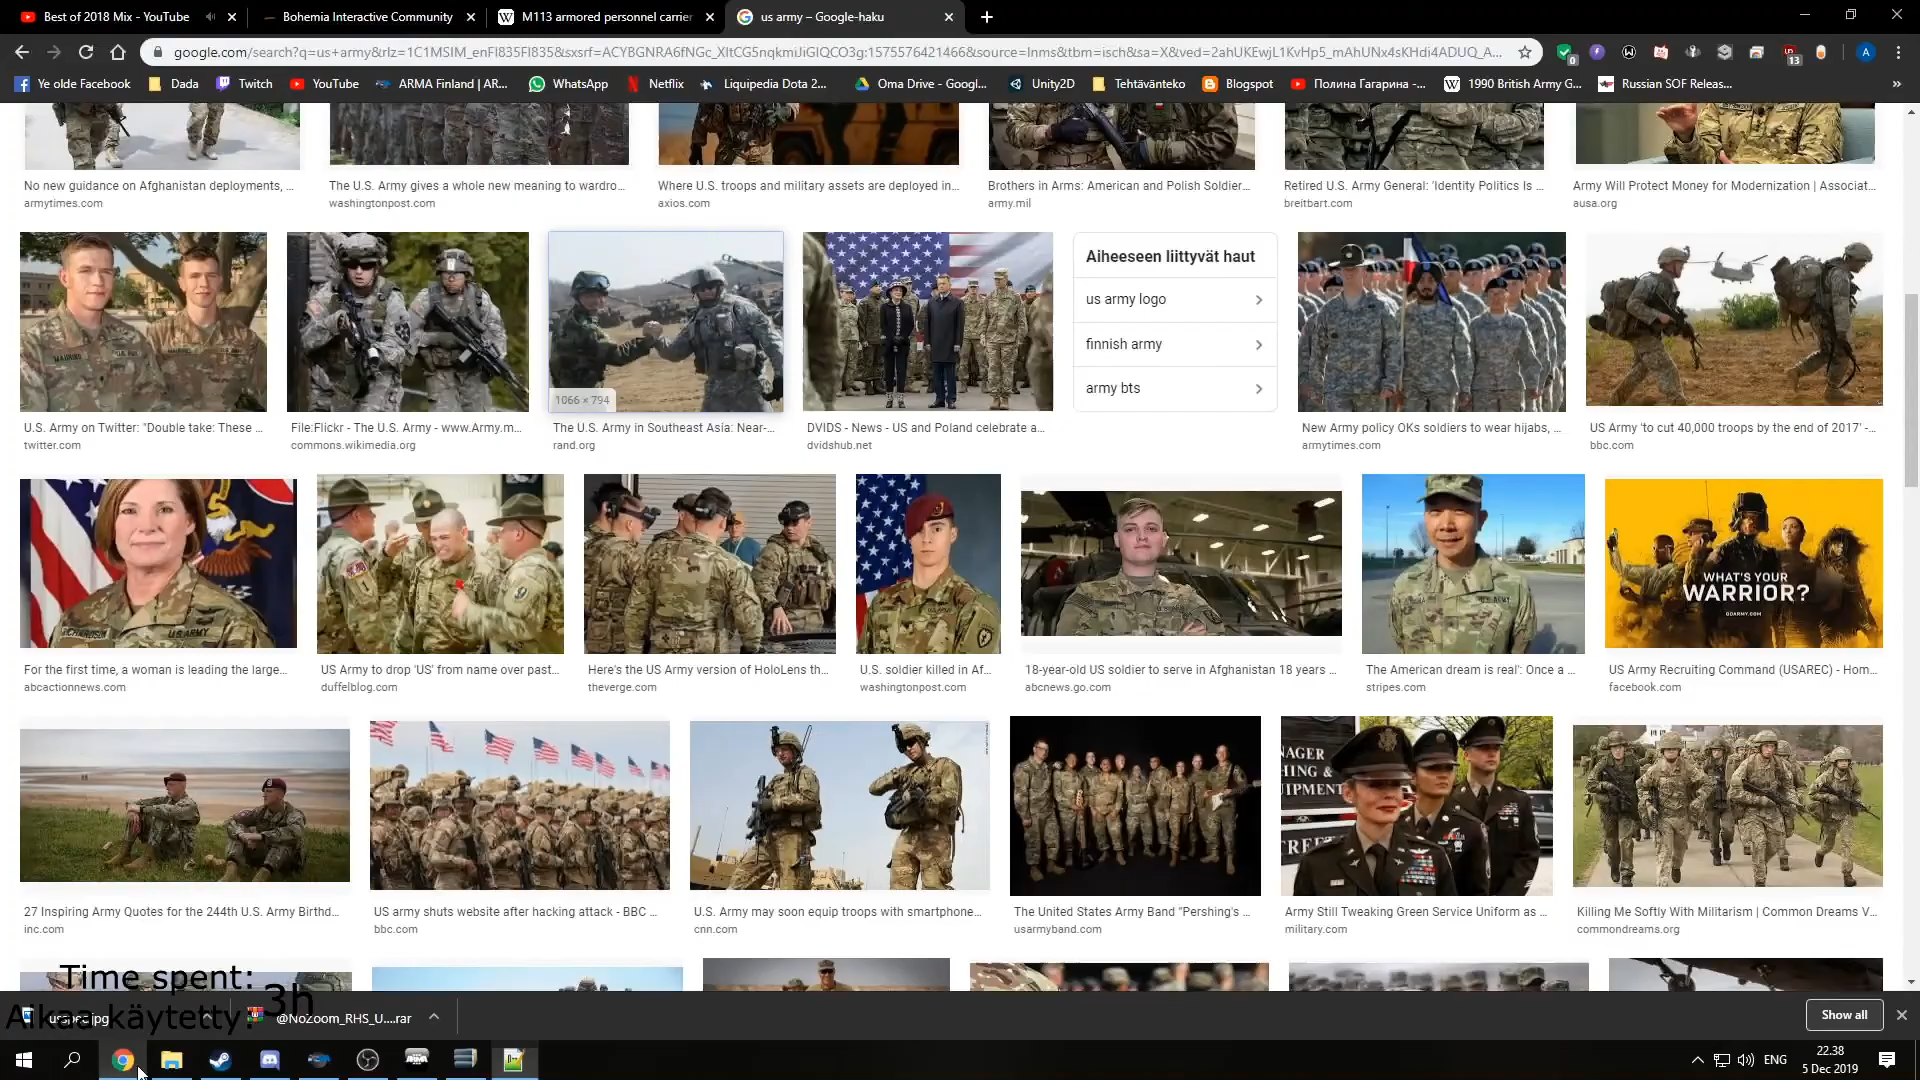 Best of 2018 Mix - YouTube
Bohemia Interactive Community
M113 armored personnel carrier
us army – Google-haku
google.com/search?q=us+army&rlz=1C1MSIM_enFI835FI835&sxsrf=ACYBGNRA6fNGc_XItCG5nqkmiJiGlQCO3g:1575576421466&source=lnms&tbm=isch&sa=X&ved=2ahUKEwjL1KvHp5_mAhUNx4sKHdi4ADUQ_A...
0
13
A
Ye olde Facebook
Dada
Twitch
YouTube
ARMA Finland | AR...
WhatsApp
Netflix
Liquipedia Dota 2...
Oma Drive - Googl...
Unity2D
Tehtävänteko
Blogspot
Полина Гагарина -...
1990 British Army G...
Russian SOF Releas...
»
No new guidance on Afghanistan deployments, ...
armytimes.com
The U.S. Army gives a whole new meaning to wardro...
washingtonpost.com
Where U.S. troops and military assets are deployed in...
axios.com
Brothers in Arms: American and Polish Soldier...
army.mil
Retired U.S. Army General: 'Identity Politics Is ...
breitbart.com
Army Will Protect Money for Modernization | Associat...
ausa.org
1066 × 794
Aiheeseen liittyvät haut
us army logo
finnish army
army bts
U.S. Army on Twitter: "Double take: These ...
twitter.com
File:Flickr - The U.S. Army - www.Army.m...
commons.wikimedia.org
The U.S. Army in Southeast Asia: Near-...
rand.org
DVIDS - News - US and Poland celebrate a...
dvidshub.net
New Army policy OKs soldiers to wear hijabs, ...
armytimes.com
US Army 'to cut 40,000 troops by the end of 2017' -...
bbc.com
U.S. ARMY
WHAT'S YOUR
WARRIOR?
GOARMY.COM
For the first time, a woman is leading the large...
abcactionnews.com
US Army to drop 'US' from name over past...
duffelblog.com
Here's the US Army version of HoloLens th...
theverge.com
U.S. soldier killed in Af...
washingtonpost.com
18-year-old US soldier to serve in Afghanistan 18 years ...
abcnews.go.com
The American dream is real': Once a ...
stripes.com
US Army Recruiting Command (USAREC) - Hom...
facebook.com
NAGER
HING &
UIPMENT
TREE
27 Inspiring Army Quotes for the 244th U.S. Army Birthd...
inc.com
US army shuts website after hacking attack - BBC ...
bbc.com
U.S. Army may soon equip troops with smartphone...
cnn.com
The United States Army Band "Pershing's ...
usarmyband.com
Army Still Tweaking Green Service Uniform as ...
military.com
Killing Me Softly With Militarism | Common Dreams V...
commondreams.org
Time spent:
Aikaa käytetty:
3h
@NoZoom_RHS_U....rar
Show all
ENG
22.38
5 Dec 2019